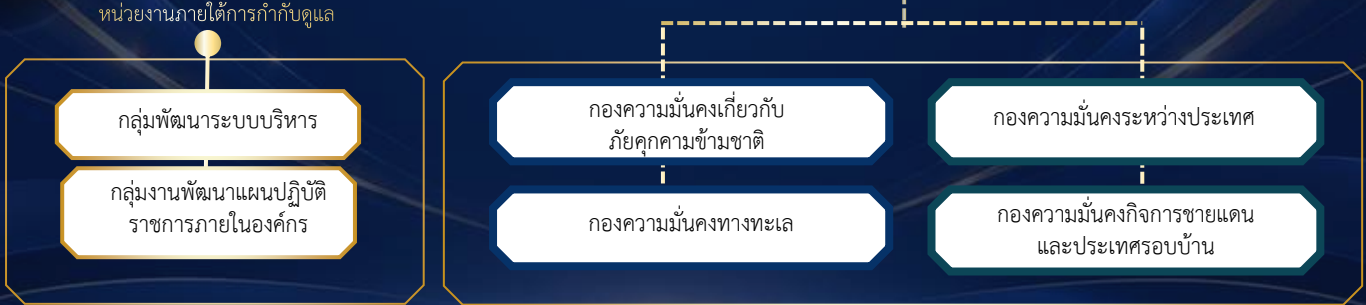 หน่วยงานภายใต้การกำกับดูแล
กลุ่มพัฒนาระบบบริหาร
กลุ่มงานพัฒนาแผนปฏิบัติ
ราชการภายในองค์กร
กองความมั่นคงเกี่ยวกับ
ภัยคุกคามข้ามชาติ
กองความมั่นคงทางทะเล
กองความมั่นคงระหว่างประเทศ
กองความมั่นคงกิจการชายแดน
และประเทศรอบบ้าน